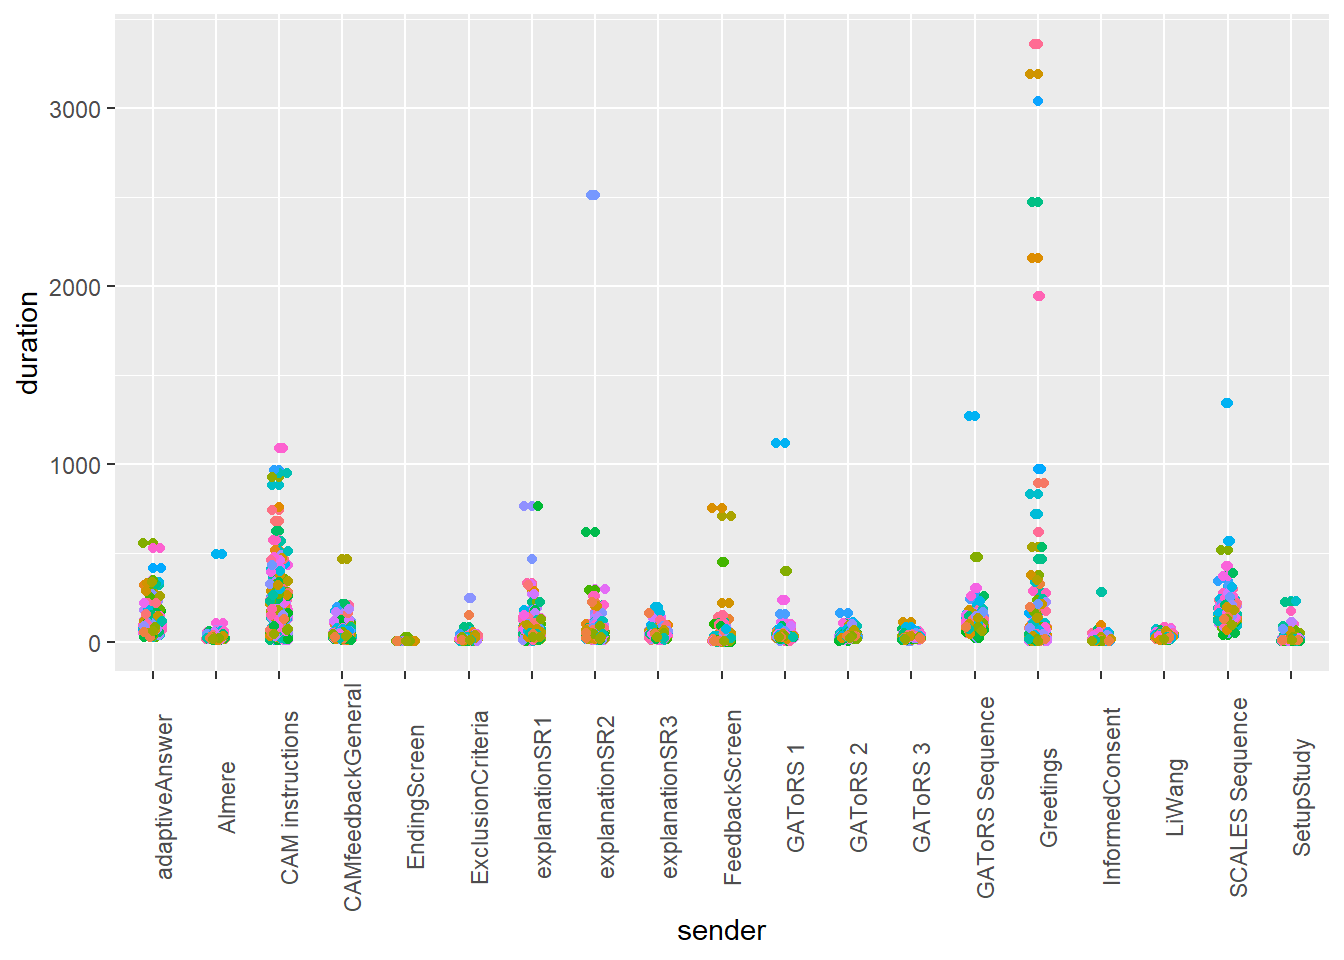 3000
2000
1000
0
duration
adaptiveAnswer
Almere
CAM instructions
CAMfeedbackGeneral
EndingScreen
ExclusionCriteria
explanationSR1
explanationSR2
explanationSR3
FeedbackScreen
GAToRS 1
GAToRS 2
GAToRS 3
GAToRS Sequence
Greetings
InformedConsent
LiWang
SCALES Sequence
SetupStudy
sender